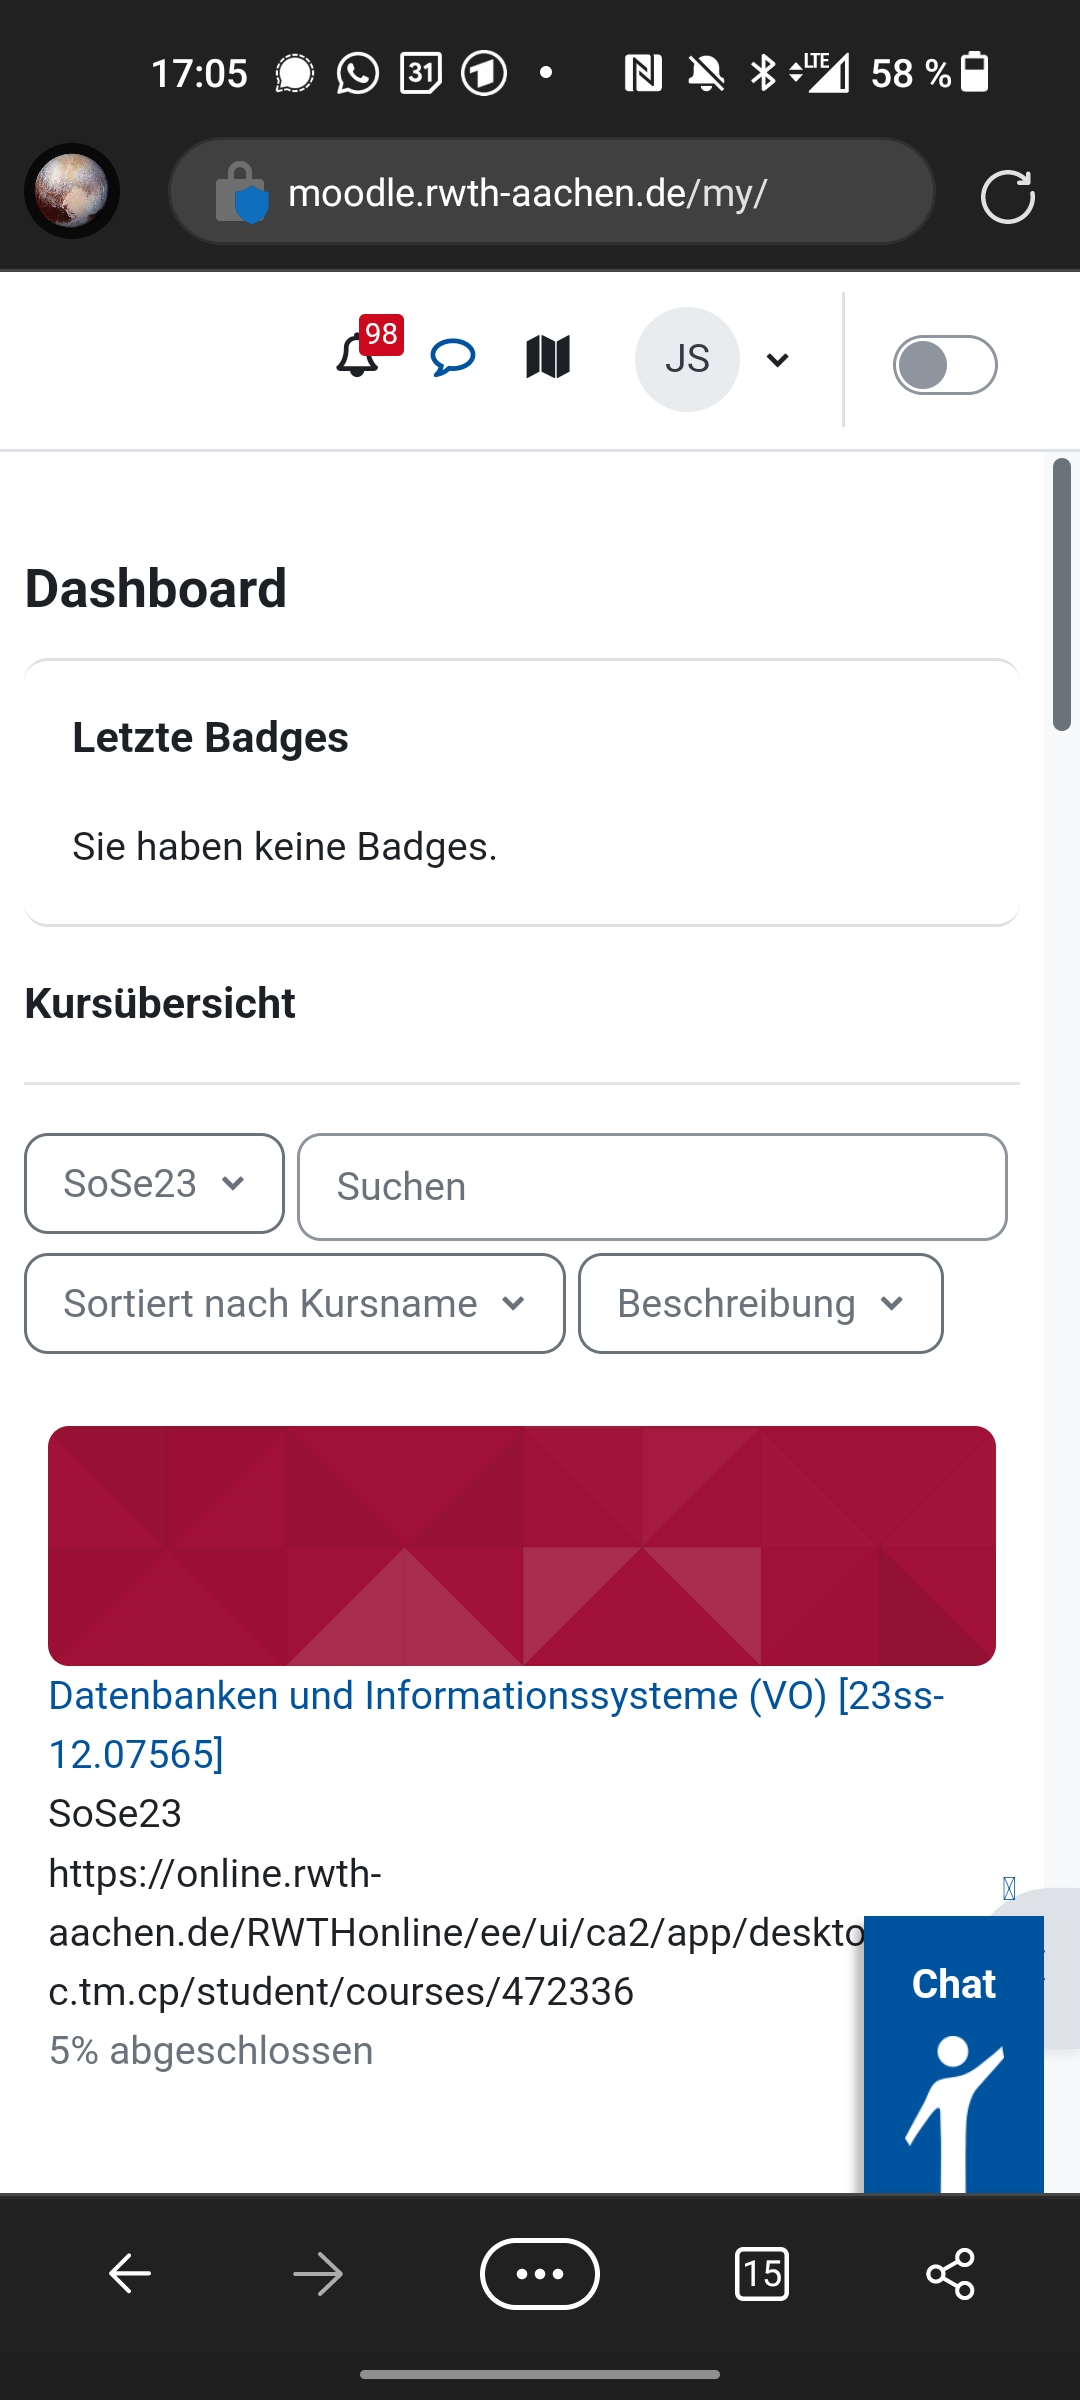 17:05 31 1 LTE 58 %
moodle.rwth-aachen.de/my/
98 JS
Dashboard
Letzte Badges
Sie haben keine Badges.
Kursübersicht
SoSe23 Suchen
Sortiert nach Kursname Beschreibung
Datenbanken und Informationssysteme (VO) [23ss-
12.07565]
SoSe23
https://online.rwth-
aachen.de/RWTHonline/ee/ui/ca2/app/deskto
c.tm.cp/student/courses/472336
5% abgeschlossen
Chat
15